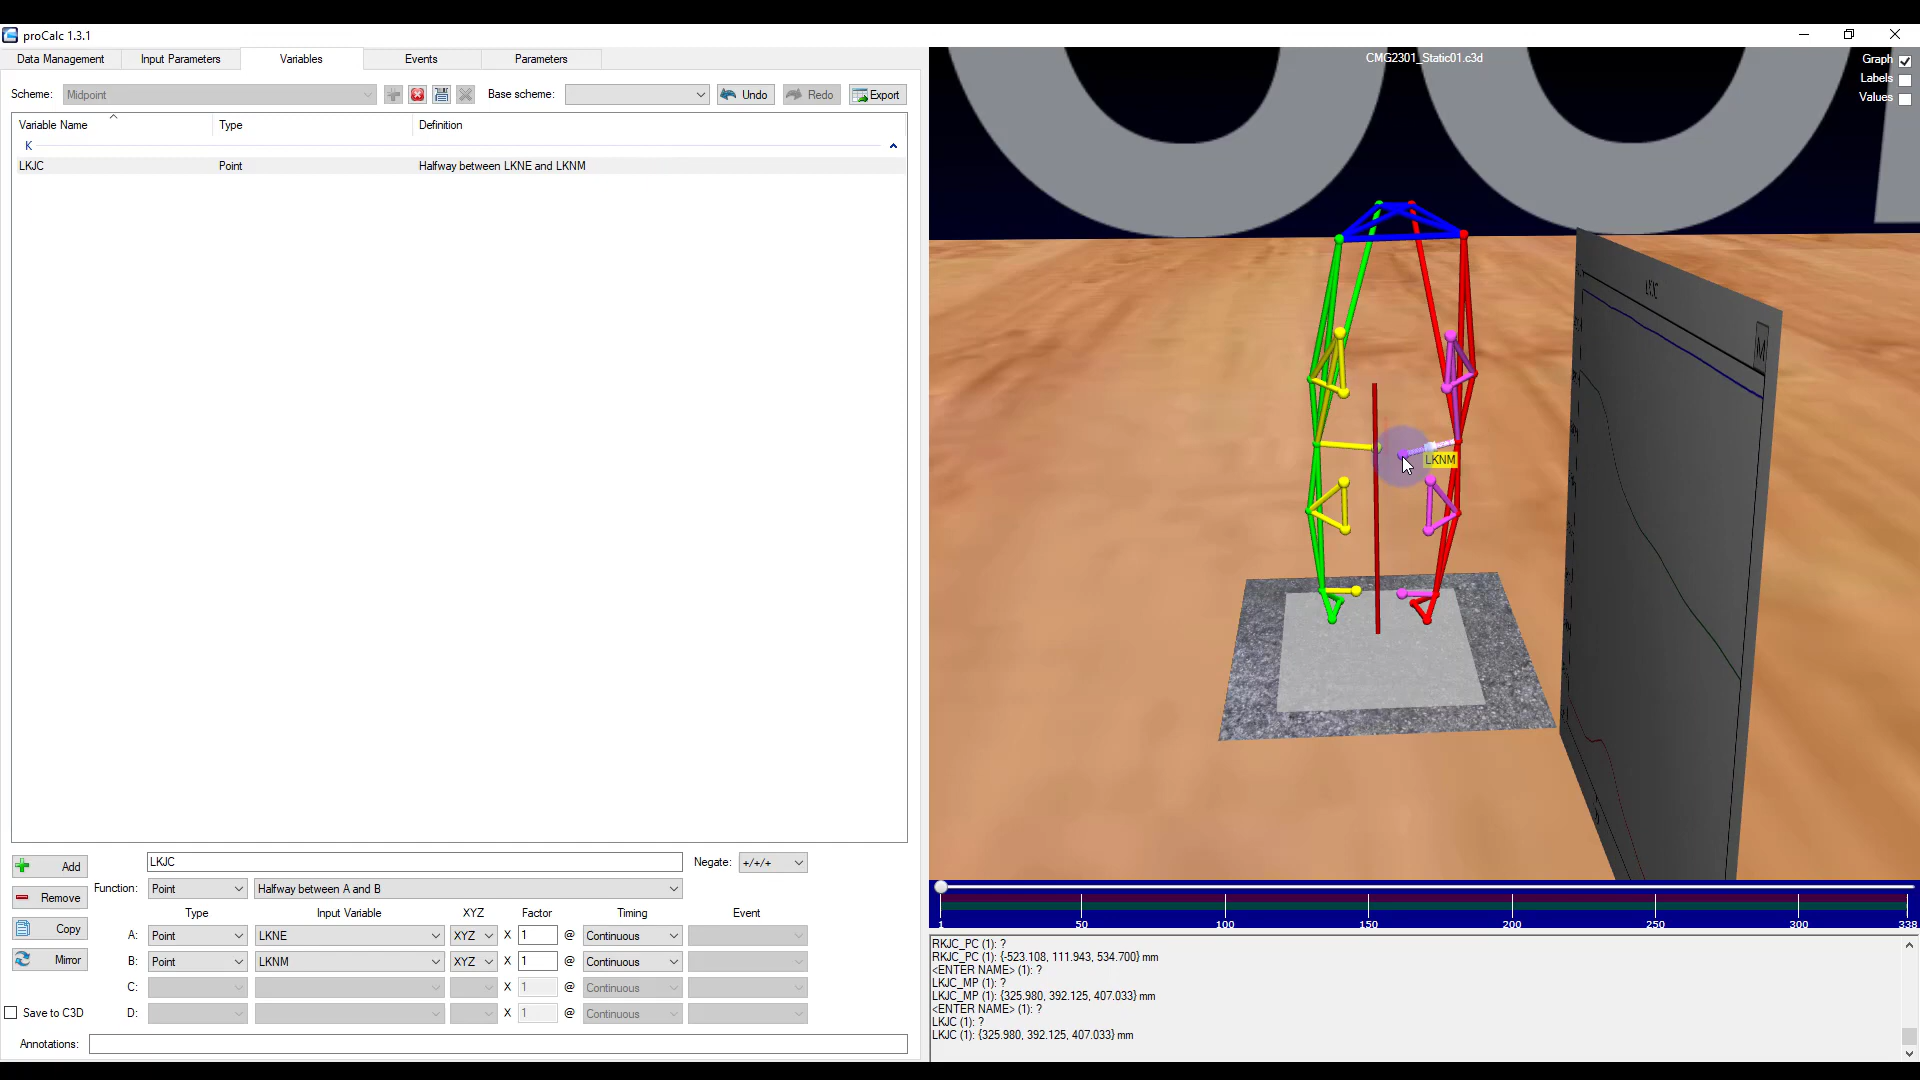 proCalc 1.3.1
Data Management
Input Parameters
Variables
Events
Parameters
Scheme:
Midpoint
Base scheme:
Undo
Redo
Export
Variable Name
Type
Definition
K
LKJC
Point
Halfway between LKNE and LKNM
Add
LKJC
Negate:
+/+/+
Remove
Function:
Point
Halfway between A and B
Type
Input Variable
XYZ
Factor
Timing
Event
Copy
A:
Point
LKNE
XYZ
X
1
@
Continuous
Mirror
B:
Point
LKNM
XYZ
X
1
@
Continuous
C:
X
1
@
Continuous
Save to C3D
D:
X
1
@
Continuous
Annotations:
CMG2301_Static01.c3d
Graph
Labels
Values
LKJC
M
LKNM
1
50
100
150
200
250
300
338
RKJC_PC (1): ?
RKJC_PC (1): {-523.108, 111.943, 534.700} mm
<ENTER NAME> (1): ?
LKJC_MP (1): ?
LKJC_MP (1): {325.980, 392.125, 407.033} mm
<ENTER NAME> (1): ?
LKJC (1): ?
LKJC (1): {325.980, 392.125, 407.033} mm